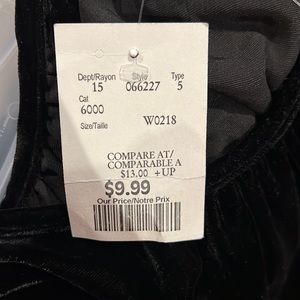 Dept/Rayon Style Type
15 066227 5
Cat
6000
Size/Taille W0218
COMPARE AT/
COMPARABLE A
$13.00 +UP
$9.99
Our Price/Notre Prix